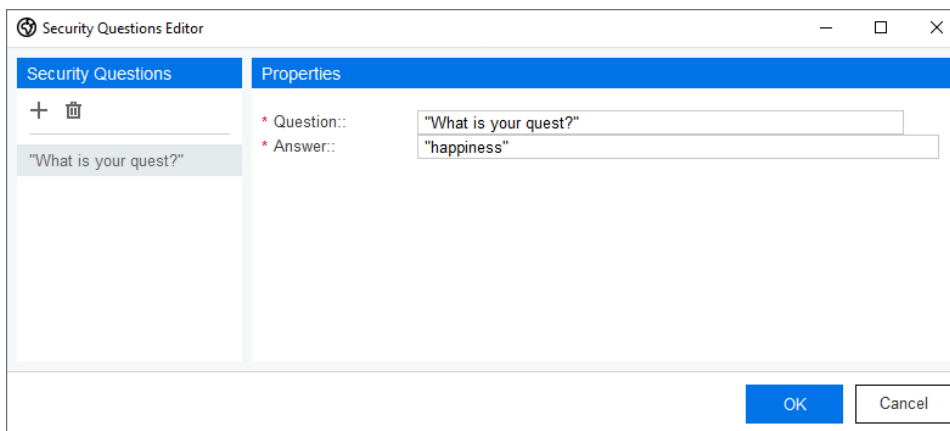 Security Questions Editor
Security Questions
Properties
* Question::
"What is your quest?"
* Answer::
"happiness"
"What is your quest?"
OK
Cancel